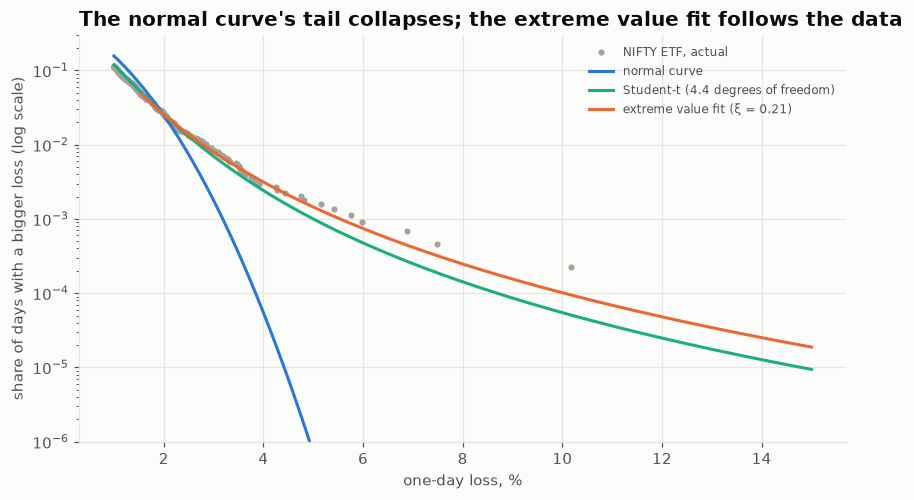 The normal curve's tail collapses; the extreme value fit follows the data
NIFTY ETF, actual
normal curve
Student-t (4.4 degrees of freedom)
extreme value fit (ξ = 0.21)
share of days with a bigger loss (log scale)
10⁻¹
10⁻²
10⁻³
10⁻⁴
10⁻⁵
10⁻⁶
2 4 6 8 10 12 14
one-day loss, %